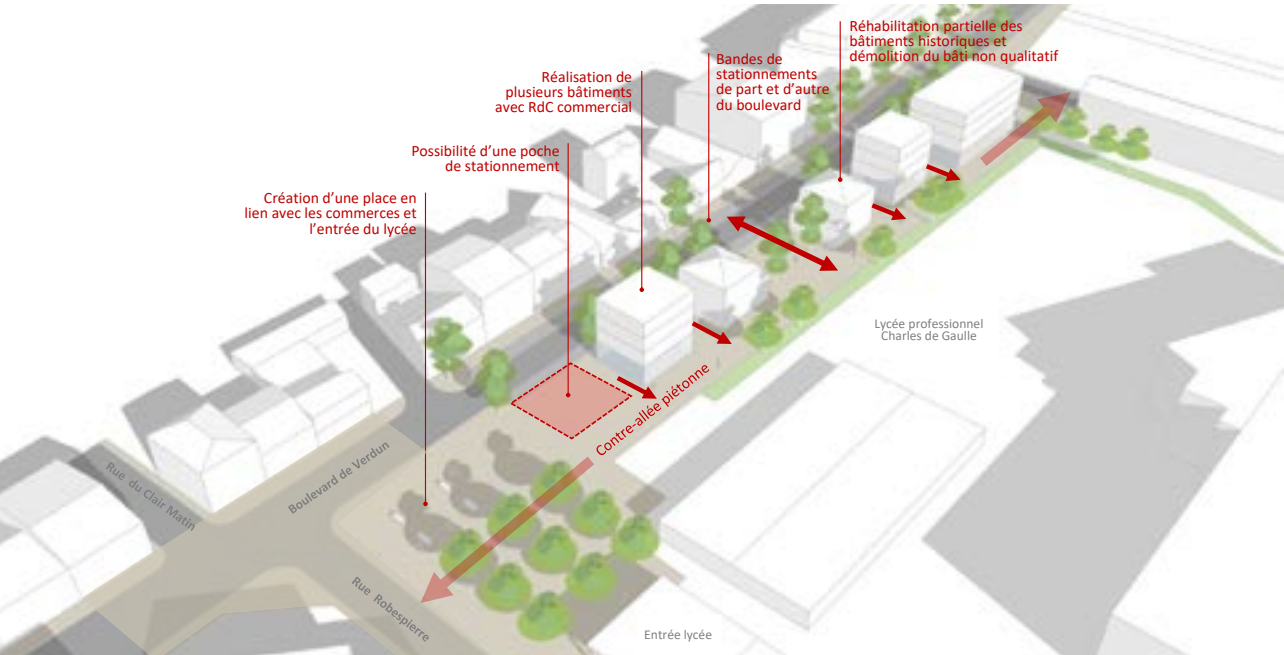 Réhabilitation partielle des
bâtiments historiques et
démolition du bâti non qualitatif
Bandes de
stationnements
de part et d'autre
du boulevard
Réalisation de
plusieurs bâtiments
avec RdC commercial
Possibilité d'une poche
de stationnement
Création d'une place en
lien avec les commerces et
l'entrée du lycée
Lycée professionnel
Charles de Gaulle
Contre-allée piétonne
Boulevard de Verdun
Rue du Clair Matin
Rue Robespierre
Entrée lycée